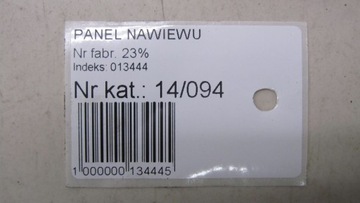 PANEL NAWIEWU
Nr fabr. 23%
Indeks: 013444
Nr kat.: 14/094
1 000000 134445